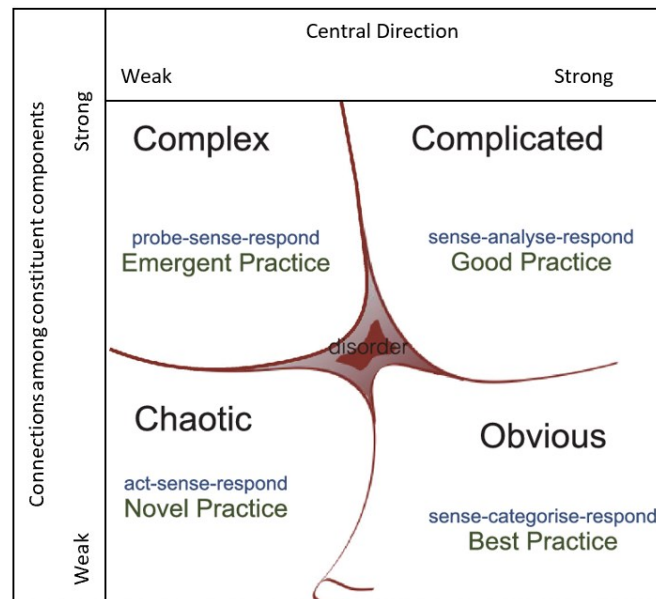 Central Direction
Weak
Strong
Connections among constituent components
Strong
Weak
Complex
probe-sense-respond
Emergent Practice
Complicated
sense-analyse-respond
Good Practice
disorder
Chaotic
act-sense-respond
Novel Practice
Obvious
sense-categorise-respond
Best Practice